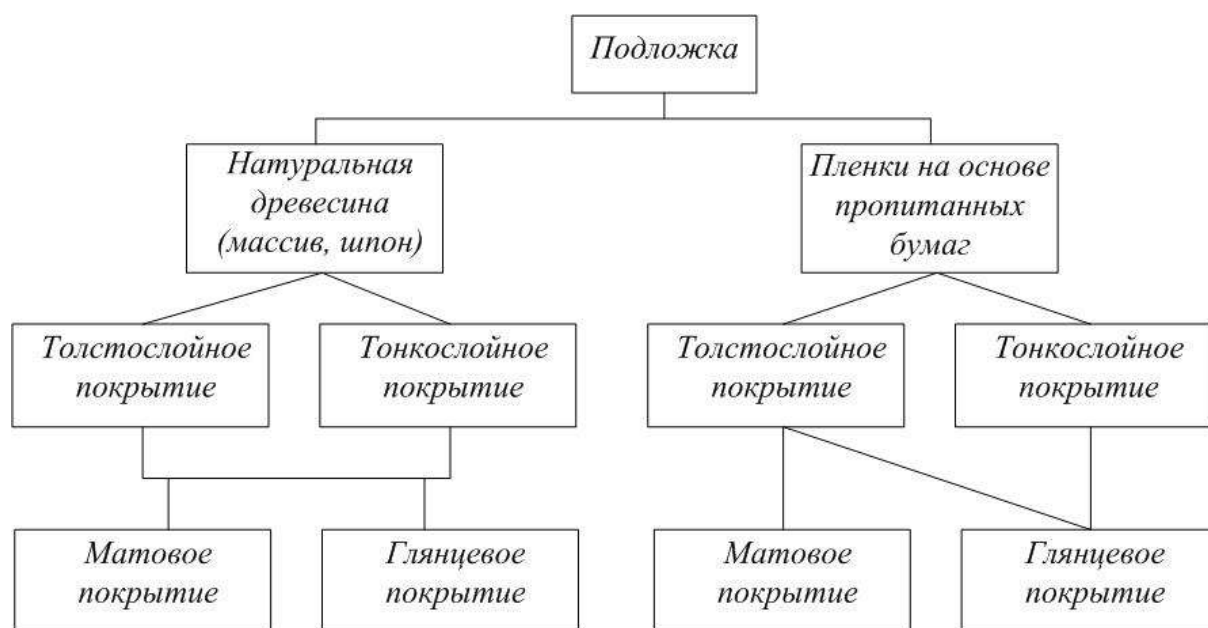 Подложка
Натуральная
древесина
(массив, шпон)
Пленки на основе
пропитанных
бумаг
Толстослойное
покрытие
Тонкослойное
покрытие
Толстослойное
покрытие
Тонкослойное
покрытие
Матовое
покрытие
Глянцевое
покрытие
Матовое
покрытие
Глянцевое
покрытие